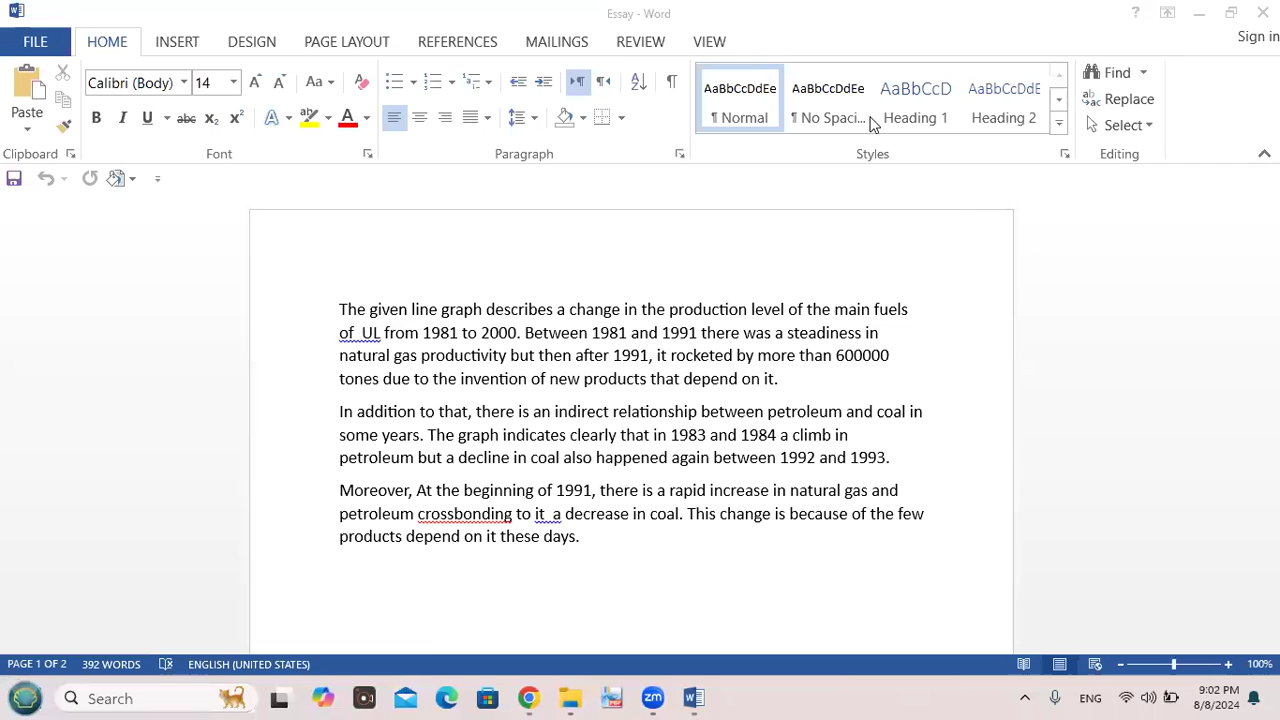 Essay - Word
Sign in
FILE HOME INSERT DESIGN PAGE LAYOUT REFERENCES MAILINGS REVIEW VIEW
Paste
Clipboard
Calibri (Body) 14
Aa
B I U abc X₂ X² A A
Font
Paragraph
AaBbCcDdEe AaBbCcDdEe AaBbCcD AaBbCcDdE
¶ Normal ¶ No Spaci... Heading 1 Heading 2
Styles
Find
Replace
Select
Editing
The given line graph describes a change in the production level of the main fuels
of  UL from 1981 to 2000. Between 1981 and 1991 there was a steadiness in
natural gas productivity but then after 1991, it rocketed by more than 600000
tones due to the invention of new products that depend on it.
In addition to that, there is an indirect relationship between petroleum and coal in
some years. The graph indicates clearly that in 1983 and 1984 a climb in
petroleum but a decline in coal also happened again between 1992 and 1993.
Moreover, At the beginning of 1991, there is a rapid increase in natural gas and
petroleum crossbonding to it  a decrease in coal. This change is because of the few
products depend on it these days.
PAGE 1 OF 2 392 WORDS ENGLISH (UNITED STATES) 100%
Search
zm
ENG
9:02 PM
8/8/2024